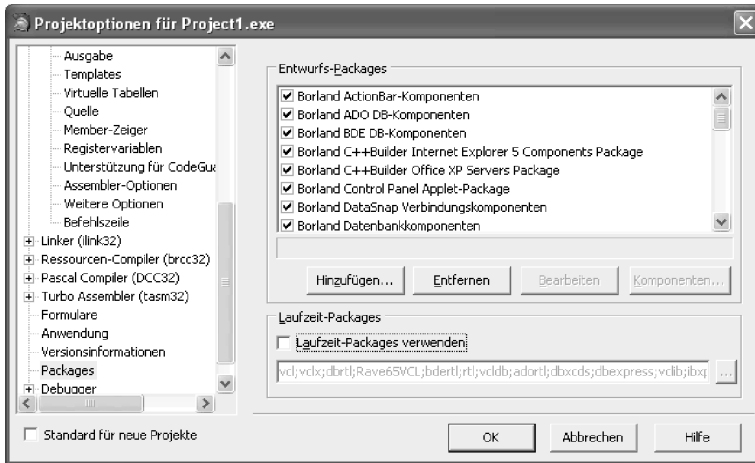 Projektoptionen für Project1.exe
Ausgabe
Templates
Virtuelle Tabellen
Quelle
Member-Zeiger
Registervariablen
Unterstützung für CodeGua
Assembler-Optionen
Weitere Optionen
Befehlszeile
Linker (ilink32)
Ressourcen-Compiler (brcc32)
Pascal Compiler (DCC32)
Turbo Assembler (tasm32)
Formulare
Anwendung
Versionsinformationen
Packages
Debugger
Standard für neue Projekte
Entwurfs-Packages
Borland ActionBar-Komponenten
Borland ADO DB-Komponenten
Borland BDE DB-Komponenten
Borland C++Builder Internet Explorer 5 Components Package
Borland C++Builder Office XP Servers Package
Borland Control Panel Applet-Package
Borland DataSnap Verbindungskomponenten
Borland Datenbankkomponenten
Hinzufügen... Entfernen Bearbeiten Komponenten...
Laufzeit-Packages
Laufzeit-Packages verwenden
vcl;vclx;dbrtl;Rave65VCL;bdertl;rtl;vcldb;adortl;dbxcds;dbexpress;vclib;ibxp ...
OK Abbrechen Hilfe